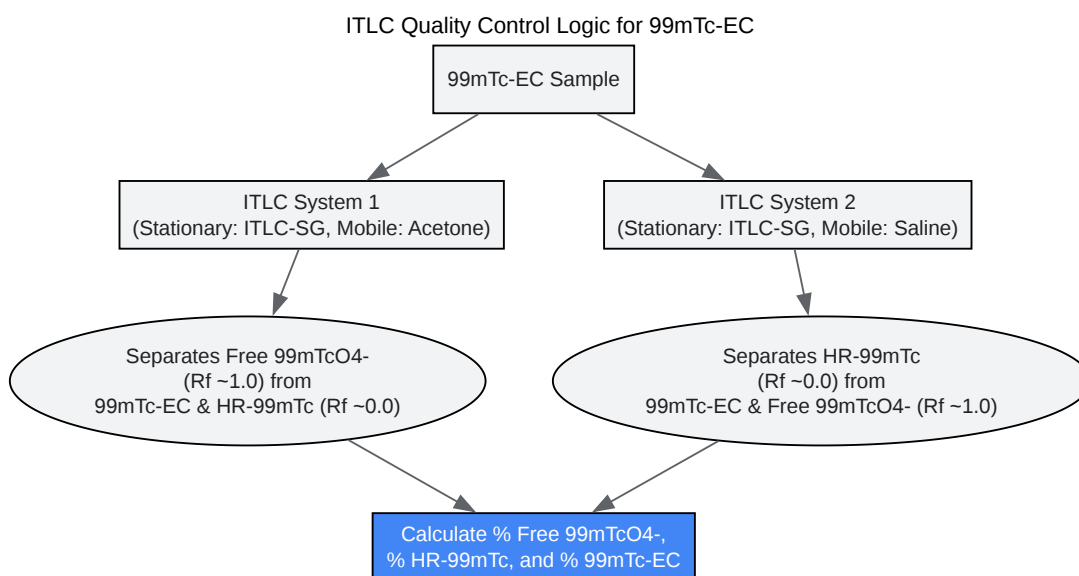 ITLC Quality Control Logic for 99mTc-EC
99mTc-EC Sample
ITLC System 1
(Stationary: ITLC-SG, Mobile: Acetone)
ITLC System 2
(Stationary: ITLC-SG, Mobile: Saline)
Separates Free 99mTcO4-
(Rf ~1.0) from
99mTc-EC & HR-99mTc (Rf ~0.0)
Separates HR-99mTc
(Rf ~0.0) from
99mTc-EC & Free 99mTcO4- (Rf ~1.0)
Calculate % Free 99mTcO4-,
% HR-99mTc, and % 99mTc-EC